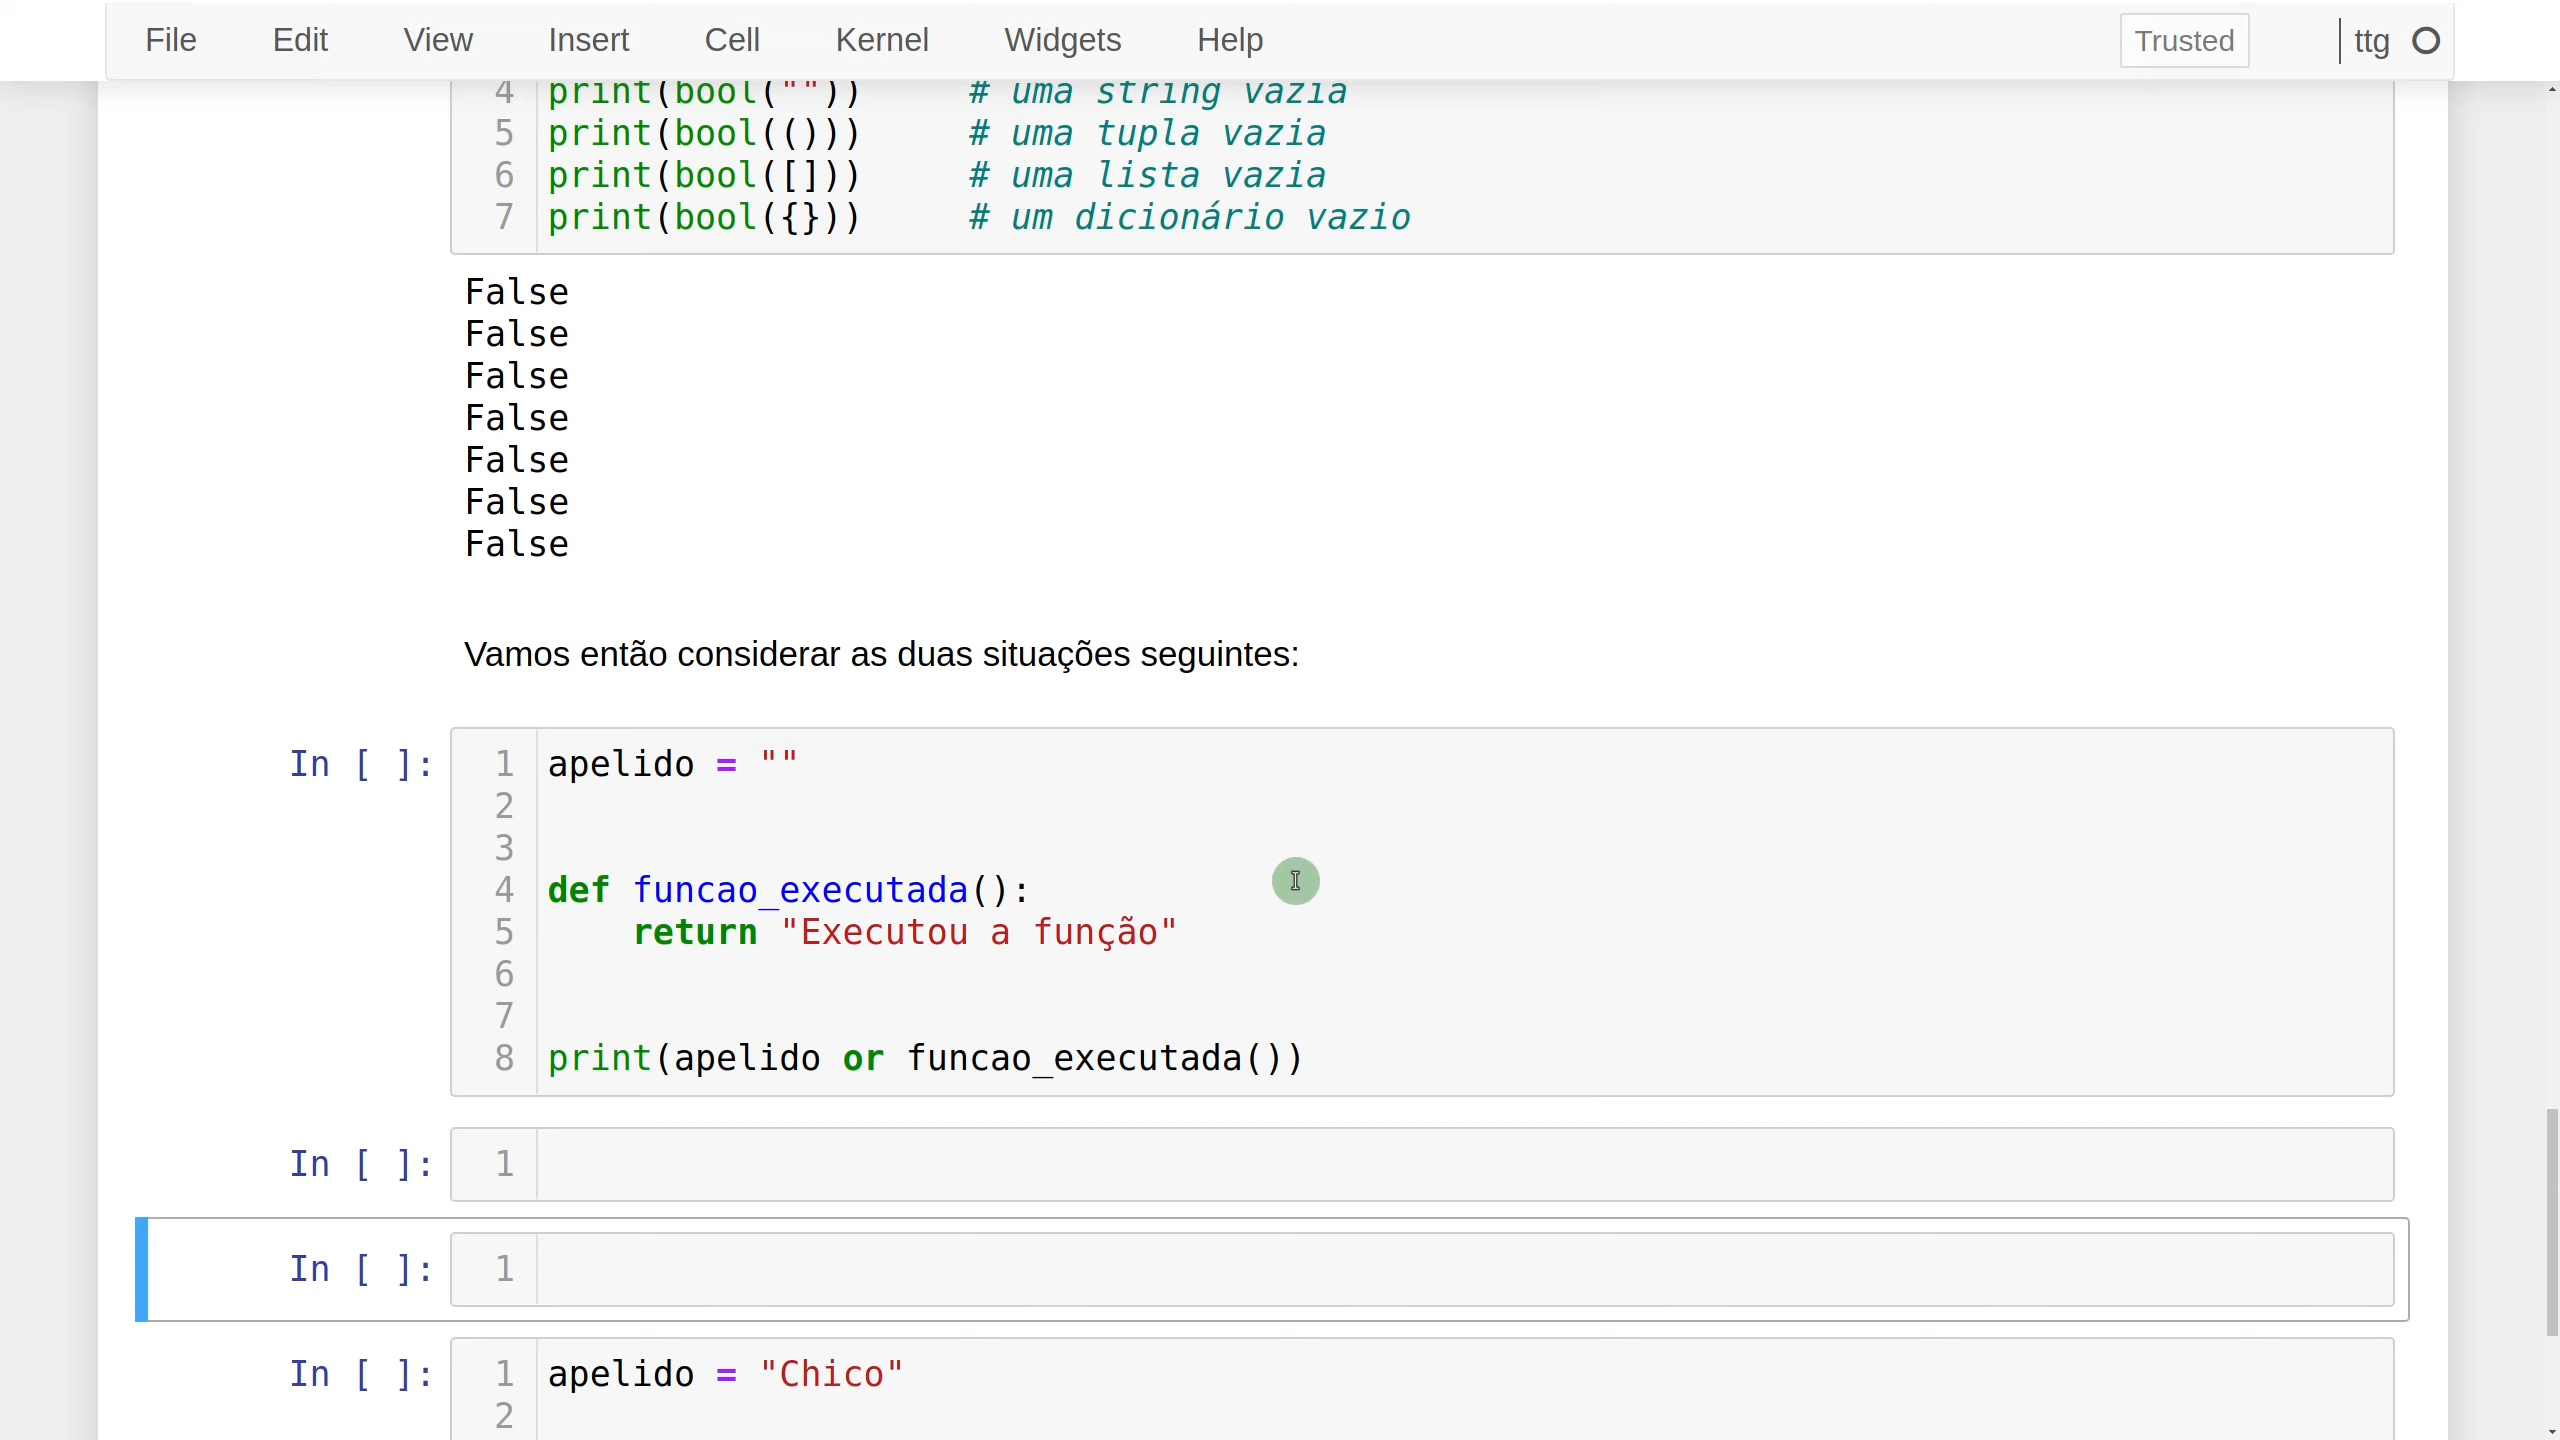 File Edit View Insert Cell Kernel Widgets Help Trusted ttg
4 print(bool("")) # uma string vazia
5 print(bool(())) # uma tupla vazia
6 print(bool([])) # uma lista vazia
7 print(bool({})) # um dicionário vazio
False
False
False
False
False
False
False
Vamos então considerar as duas situações seguintes:
In [ ]: 1 apelido = ""
2
3
4 def funcao_executada():
5 return "Executou a função"
6
7
8 print(apelido or funcao_executada())
In [ ]: 1
In [ ]: 1
In [ ]: 1 apelido = "Chico"
2